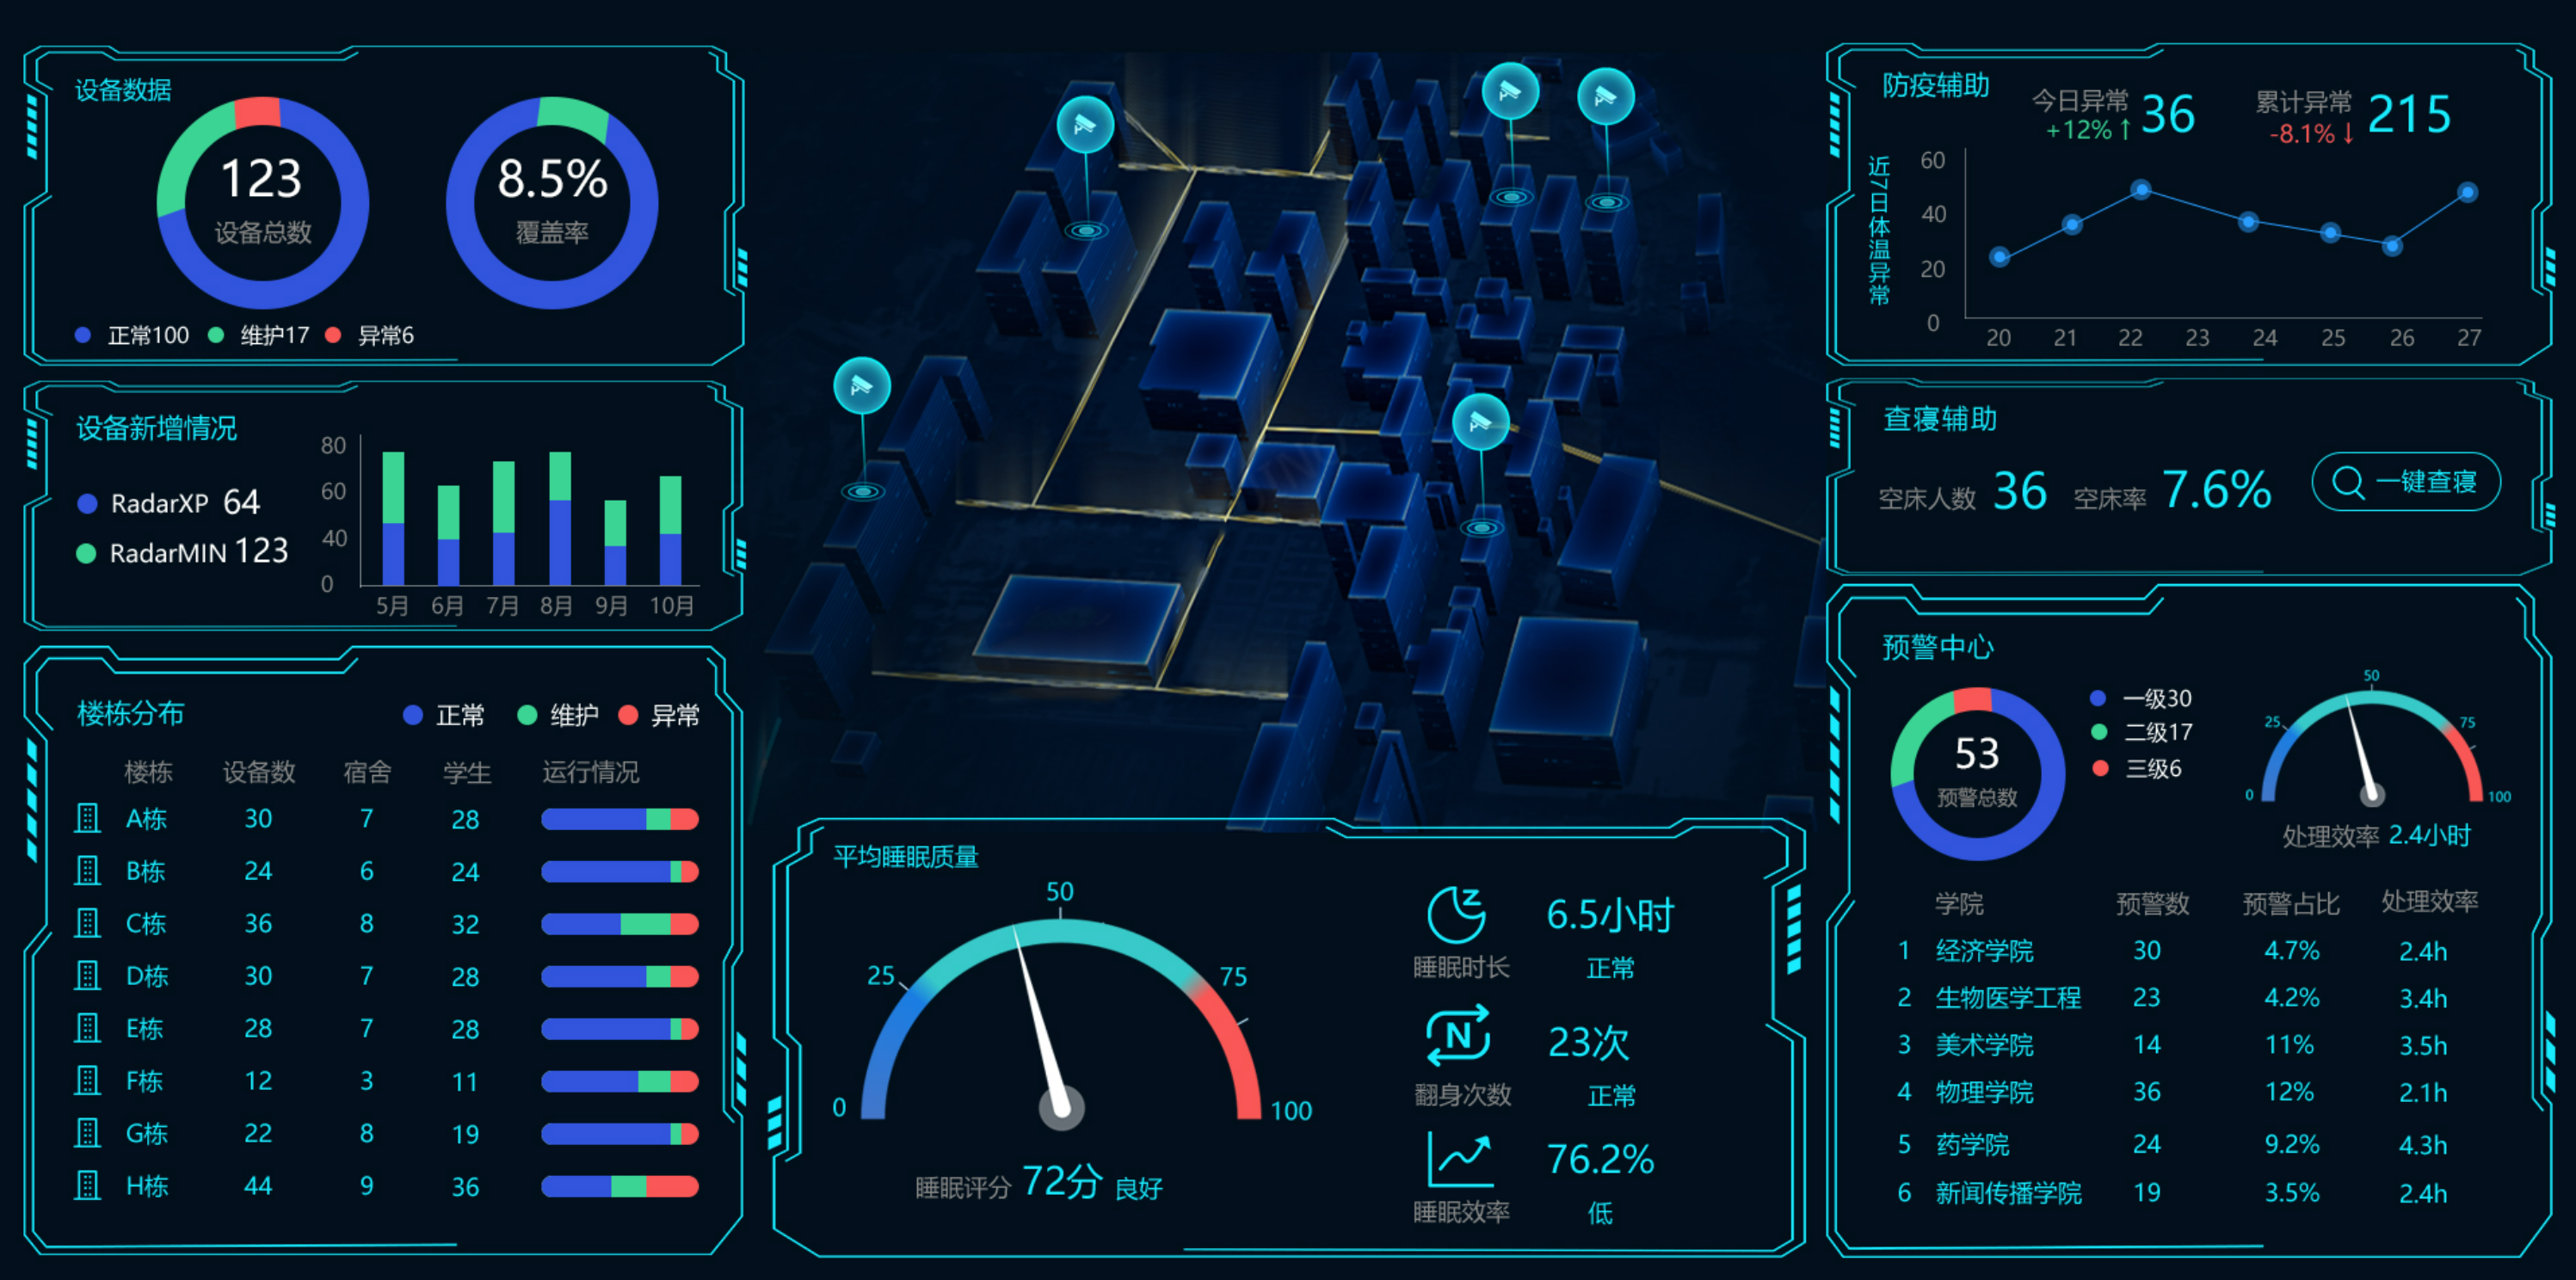 设备数据
123
设备总数
8.5%
覆盖率
正常100 维护17 异常6
设备新增情况
RadarXP 64
RadarMIN 123
80
60
40
0
5月 6月 7月 8月 9月 10月
楼栋分布
正常 维护 异常
楼栋 设备数 宿舍 学生 运行情况
A栋 30 7 28
B栋 24 6 24
C栋 36 8 32
D栋 30 7 28
E栋 28 7 28
F栋 12 3 11
G栋 22 8 19
H栋 44 9 36
平均睡眠质量
0 25 50 75 100
睡眠评分 72分 良好
Z
6.5小时
睡眠时长 正常
N
23次
翻身次数 正常
76.2%
睡眠效率 低
防疫辅助
今日异常 36
+12%↑
累计异常 215
-8.1%↓
近7日体温异常
60
40
20
0
20 21 22 23 24 25 26 27
查寝辅助
空床人数 36 空床率 7.6% 一键查寝
预警中心
53
预警总数
一级30
二级17
三级6
0 25 50 75 100
处理效率 2.4小时
学院 预警数 预警占比 处理效率
1 经济学院 30 4.7% 2.4h
2 生物医学工程 23 4.2% 3.4h
3 美术学院 14 11% 3.5h
4 物理学院 36 12% 2.1h
5 药学院 24 9.2% 4.3h
6 新闻传播学院 19 3.5% 2.4h